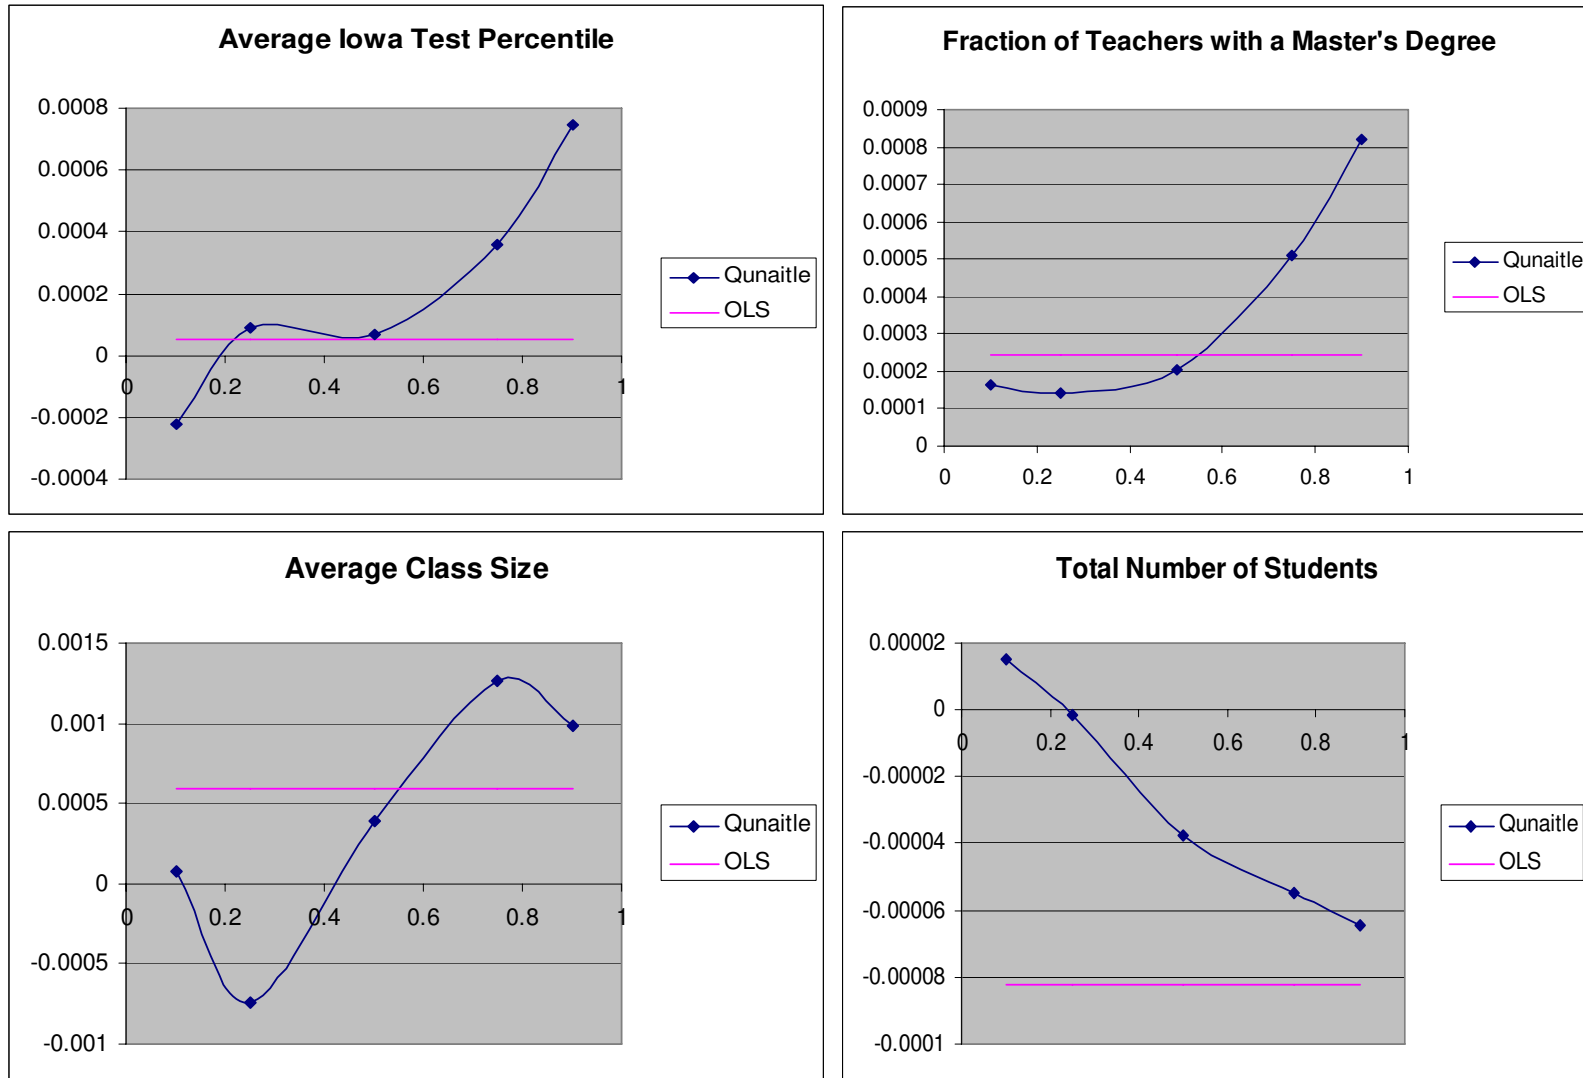 Average Iowa Test Percentile
0.0008
0.0006
0.0004
0.0002
0
-0.0002
-0.0004
0 0.2 0.4 0.6 0.8 1
Qunaitle
OLS
Fraction of Teachers with a Master's Degree
0.0009
0.0008
0.0007
0.0006
0.0005
0.0004
0.0003
0.0002
0.0001
0
0 0.2 0.4 0.6 0.8 1
Qunaitle
OLS
Average Class Size
0.0015
0.001
0.0005
0
-0.0005
-0.001
0 0.2 0.4 0.6 0.8 1
Qunaitle
OLS
Total Number of Students
0.00002
0
-0.00002
-0.00004
-0.00006
-0.00008
-0.0001
0 0.2 0.4 0.6 0.8 1
Qunaitle
OLS